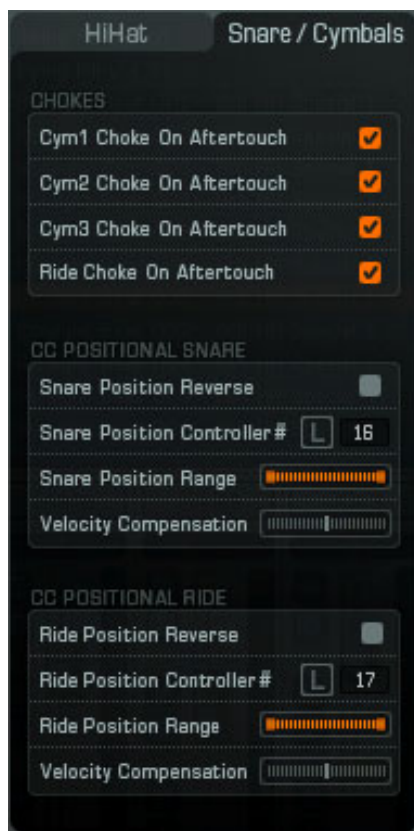 HiHat Snare / Cymbals
CHOKES
Cym1 Choke On Aftertouch
Cym2 Choke On Aftertouch
Cym3 Choke On Aftertouch
Ride Choke On Aftertouch
CC POSITIONAL SNARE
Snare Position Reverse
Snare Position Controller# L 16
Snare Position Range
Velocity Compensation
CC POSITIONAL RIDE
Ride Position Reverse
Ride Position Controller# L 17
Ride Position Range
Velocity Compensation